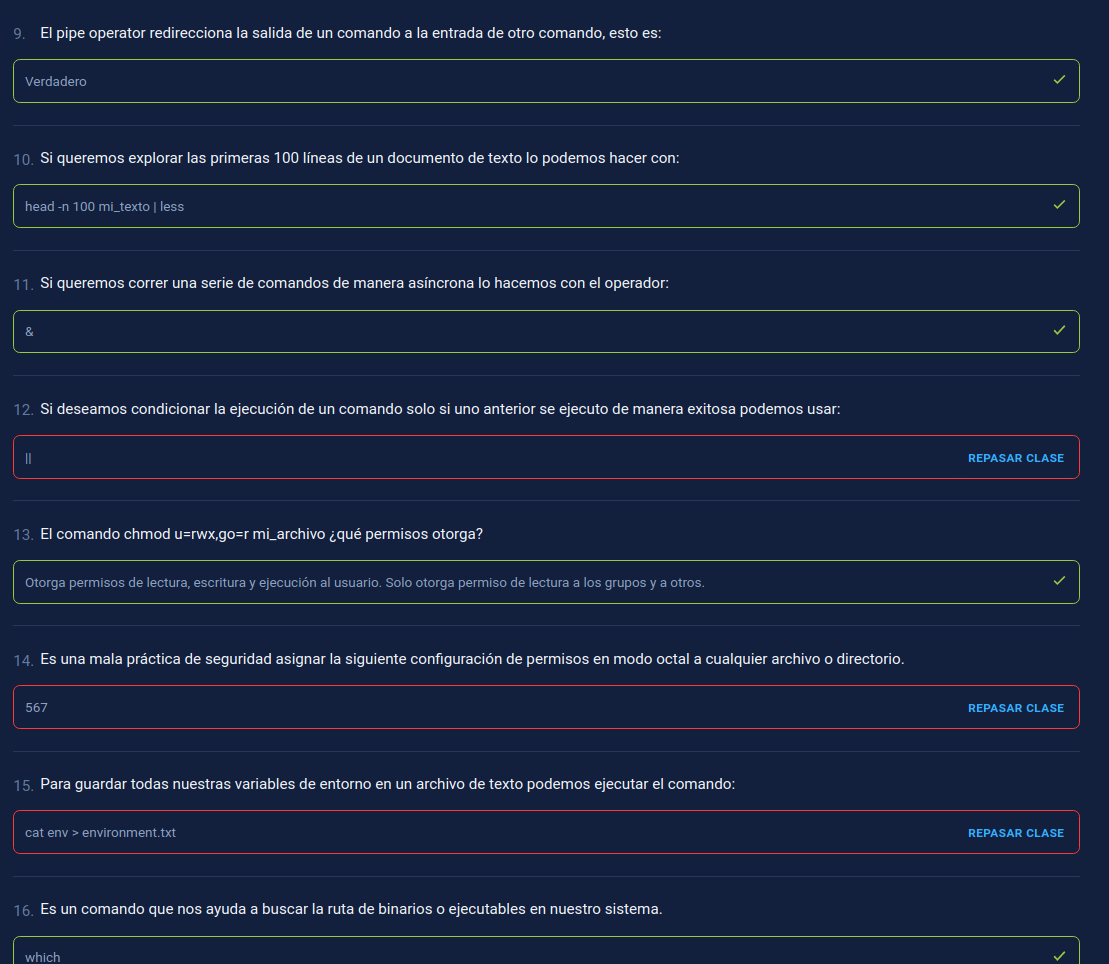 9. El pipe operator redirecciona la salida de un comando a la entrada de otro comando, esto es:
Verdadero
10. Si queremos explorar las primeras 100 líneas de un documento de texto lo podemos hacer con:
head -n 100 mi_texto | less
11. Si queremos correr una serie de comandos de manera asíncrona lo hacemos con el operador:
&
12. Si deseamos condicionar la ejecución de un comando solo si uno anterior se ejecuto de manera exitosa podemos usar:
|| REPASAR CLASE
13. El comando chmod u=rwx,go=r mi_archivo ¿qué permisos otorga?
Otorga permisos de lectura, escritura y ejecución al usuario. Solo otorga permiso de lectura a los grupos y a otros.
14. Es una mala práctica de seguridad asignar la siguiente configuración de permisos en modo octal a cualquier archivo o directorio.
567 REPASAR CLASE
15. Para guardar todas nuestras variables de entorno en un archivo de texto podemos ejecutar el comando:
cat env > environment.txt REPASAR CLASE
16. Es un comando que nos ayuda a buscar la ruta de binarios o ejecutables en nuestro sistema.
which